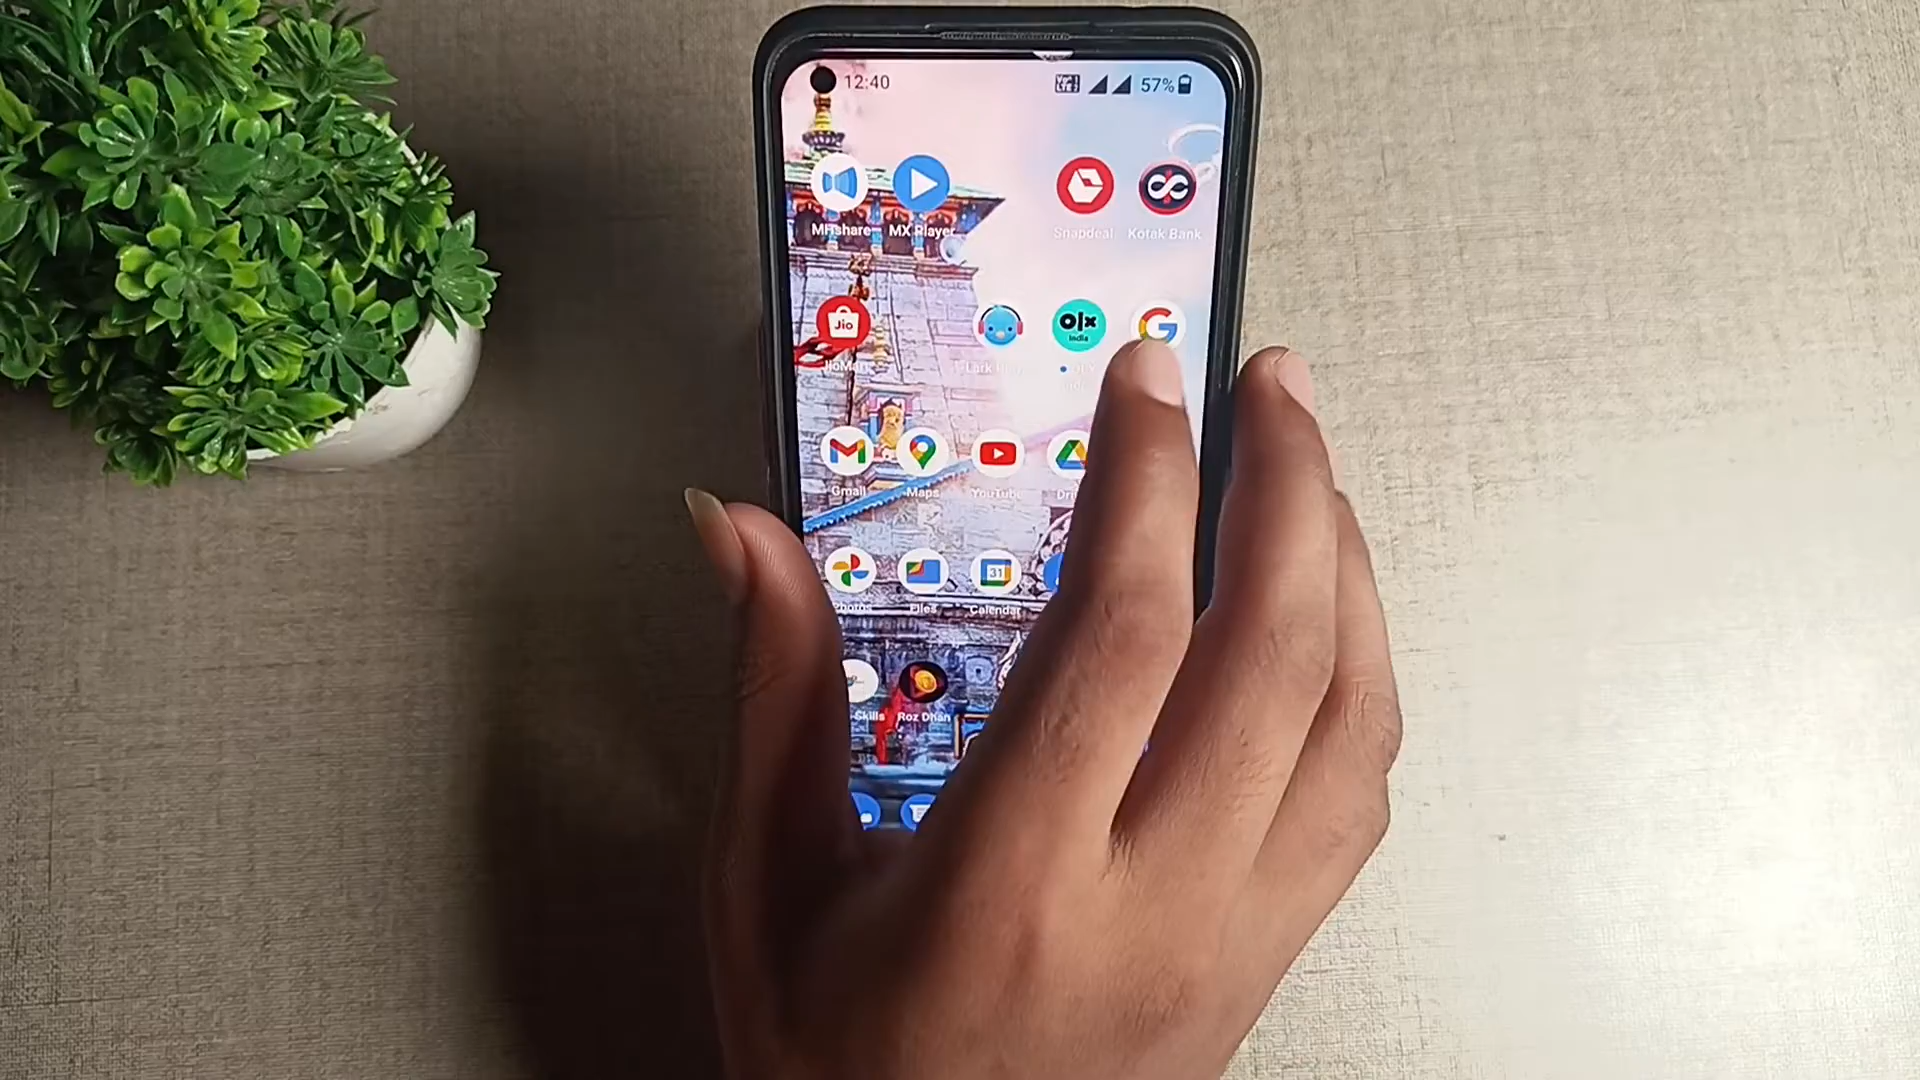 12:40 57%
MX Player Snapdeal Kotak Bank
Jio OLX India G
Gmail Maps YouTube
31
Photos Files Calendar
Skills Roz Dhan